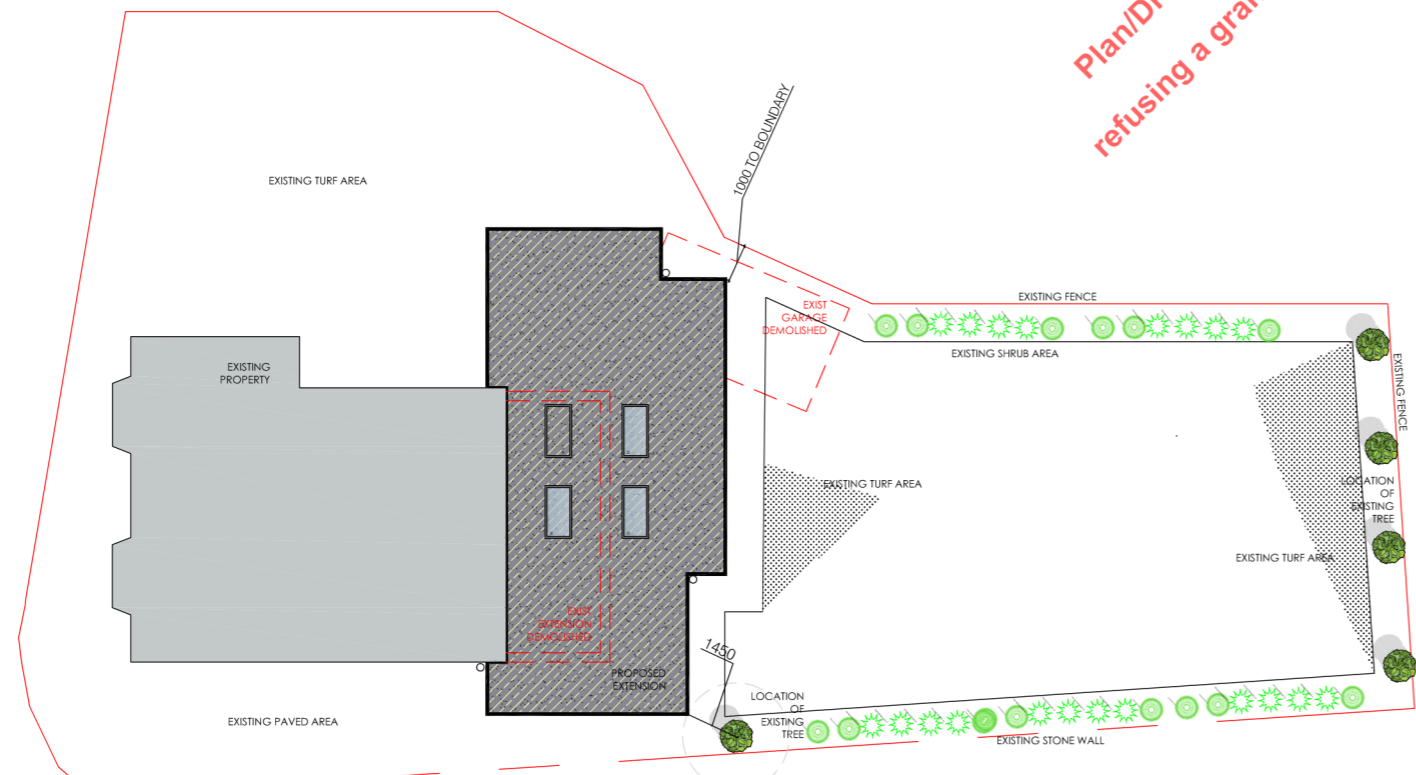 Plan/Dr
refusing a gran
1000 TO BOUNDARY
EXISTING TURF AREA
EXISTING FENCE
EXIST
GARAGE
DEMOLISHED
EXISTING SHRUB AREA
EXISTING
PROPERTY
EXISTING FENCE
EXISTING TURF AREA
LOCATION
OF
EXISTING
TREE
EXISTING TURF AREA
EXIST
EXTENSION
DEMOLISHED
1450
PROPOSED
EXTENSION
LOCATION
OF
EXISTING
TREE
EXISTING PAVED AREA
EXISTING STONE WALL